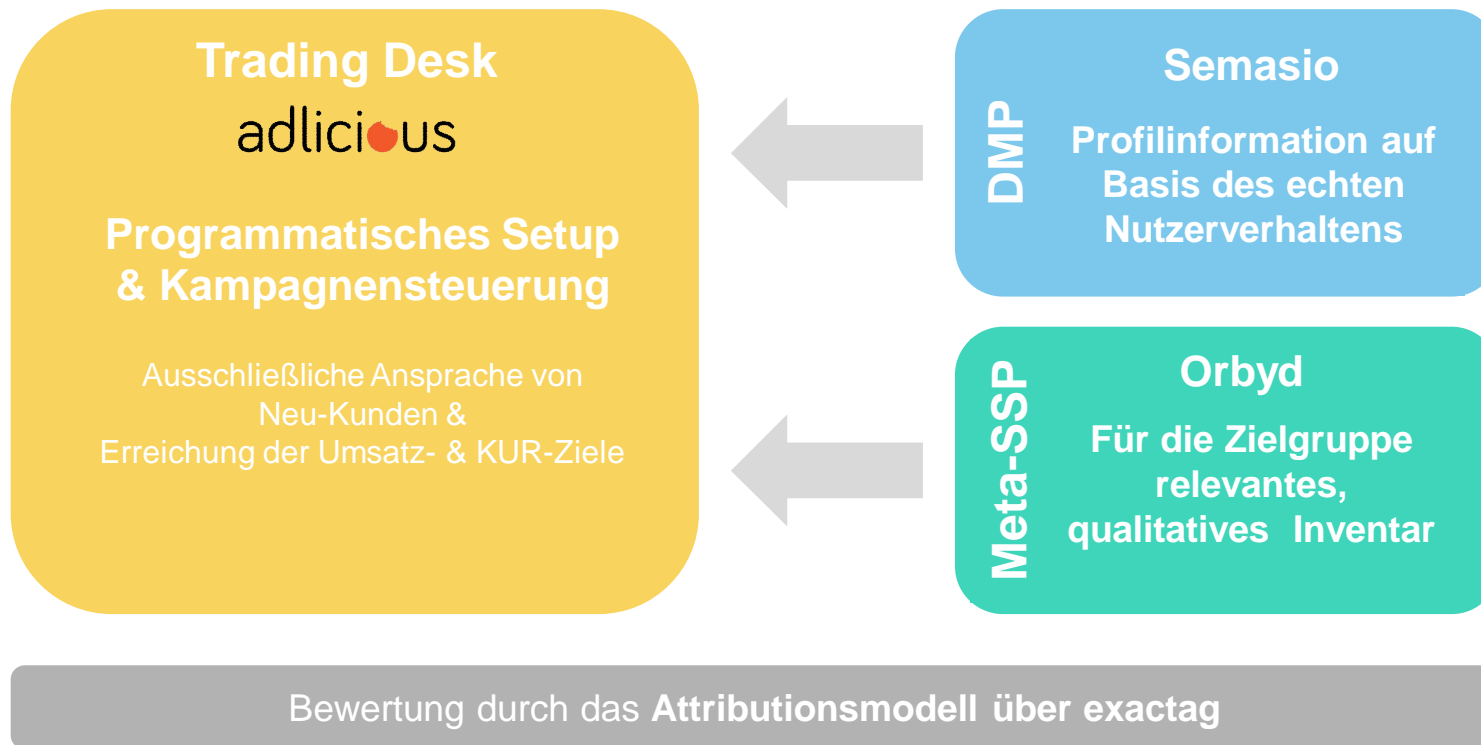 Trading Desk
adlicious
Programmatisches Setup
& Kampagnensteuerung
Ausschließliche Ansprache von
Neu-Kunden &
Erreichung der Umsatz- & KUR-Ziele
DMP
Semasio
Profilinformation auf
Basis des echten
Nutzerverhaltens
Meta-SSP
Orbyd
Für die Zielgruppe
relevantes,
qualitatives Inventar
Bewertung durch das Attributionsmodell über exactag